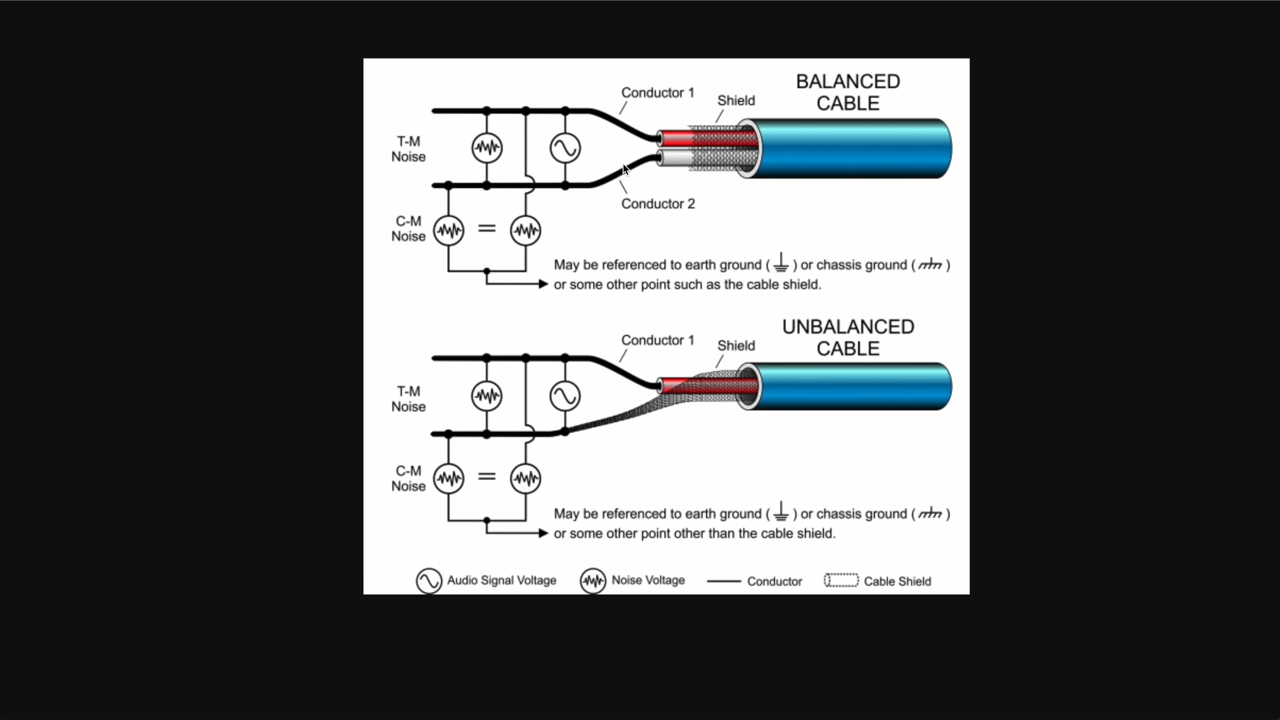 BALANCED
CABLE
Conductor 1
Shield
T-M
Noise
Conductor 2
C-M
Noise
=
May be referenced to earth ground ( ) or chassis ground ( )
or some other point such as the cable shield.
UNBALANCED
CABLE
Conductor 1
Shield
T-M
Noise
C-M
Noise
=
May be referenced to earth ground ( ) or chassis ground ( )
or some other point other than the cable shield.
Audio Signal Voltage
Noise Voltage
Conductor
Cable Shield